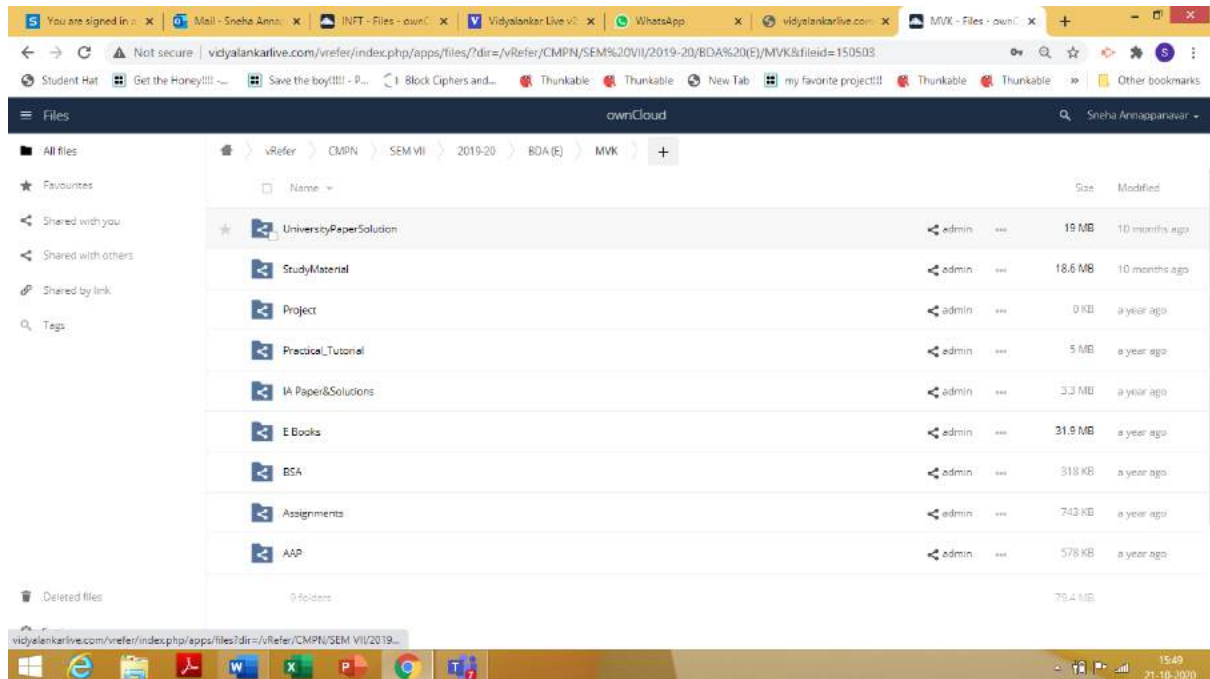 You are signed in a
Mail - Sneha Anna
INFT - Files - own
Vidyalankar Live v2
WhatsApp
vidyalankarlive.com
MVK - Files - own
Not secure | vidyalankarlive.com/vrefer/index.php/apps/files/?dir=/vRefer/CMPN/SEM%20VII/2019-20/BDA%20(E)/MVK&fileid=150503
S
Student Hat Get the Honey!!!! -... Save the boy!!!! - P... Block Ciphers and... Thunkable Thunkable New Tab my favorite project!!! Thunkable Thunkable » Other bookmarks
Files ownCloud Sneha Annappanavar
All files vRefer CMPN SEM VII 2019-20 BDA (E) MVK +
Favourites Name Size Modified
Shared with you UniversityPaperSolution admin 19 MB 10 months ago
Shared with others StudyMaterial admin 18.6 MB 10 months ago
Shared by link Project admin 0 KB a year ago
Tags
Practical_Tutorial admin 5 MB a year ago
IA Paper&Solutions admin 3.3 MB a year ago
E Books admin 31.9 MB a year ago
BSA admin 318 KB a year ago
Assignments admin 743 KB a year ago
AAP admin 578 KB a year ago
Deleted files 9 folders 79.4 MB
vidyalankarlive.com/vrefer/index.php/apps/files?dir=/vRefer/CMPN/SEM VII/2019...
15:49
21-10-2020